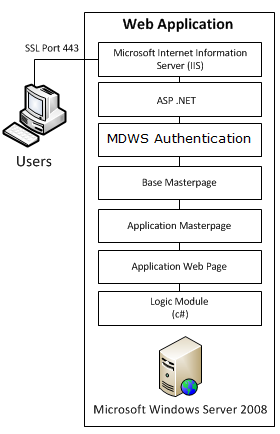 Web Application
SSL Port 443
Microsoft Internet Information
Server (IIS)
ASP .NET
MDWS Authentication
Users
Base Masterpage
Application Masterpage
Application Web Page
Logic Module
(c#)
Microsoft Windows Server 2008